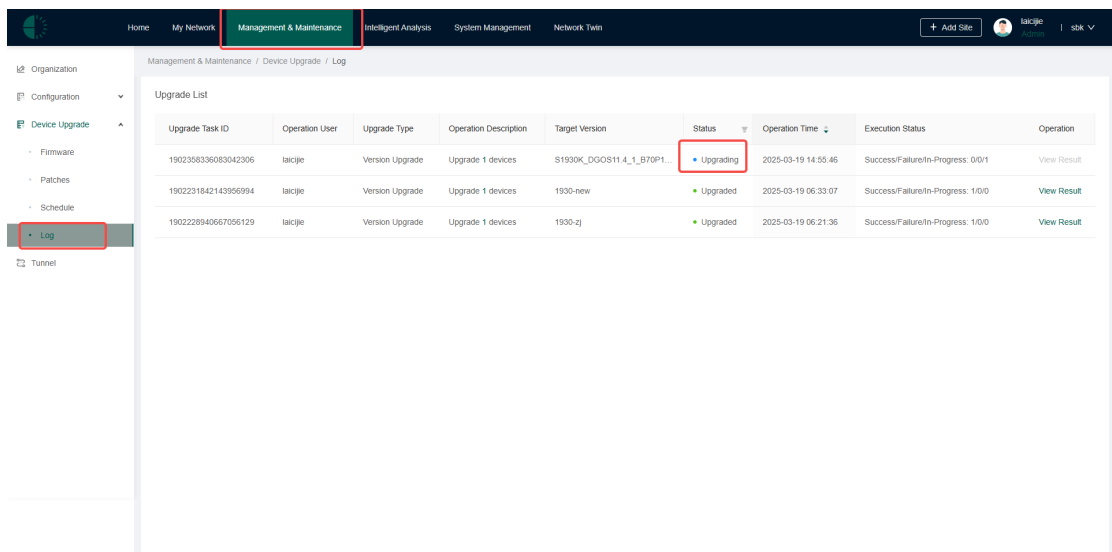 Home My Network Management & Maintenance Intelligent Analysis System Management Network Twin + Add Site laicijie Admin sbk
Organization
Configuration
Device Upgrade
Firmware
Patches
Schedule
Log
Tunnel
Management & Maintenance / Device Upgrade / Log
Upgrade List
Upgrade Task ID Operation User Upgrade Type Operation Description Target Version Status Operation Time Execution Status Operation
1902358336083042306 laicijie Version Upgrade Upgrade 1 devices S1930K_DGOS11.4_1_B70P1... Upgrading 2025-03-19 14:55:46 Success/Failure/In-Progress: 0/0/1 View Result
1902231842143956994 laicijie Version Upgrade Upgrade 1 devices 1930-new Upgraded 2025-03-19 06:33:07 Success/Failure/In-Progress: 1/0/0 View Result
1902228940667056129 laicijie Version Upgrade Upgrade 1 devices 1930-zj Upgraded 2025-03-19 06:21:36 Success/Failure/In-Progress: 1/0/0 View Result